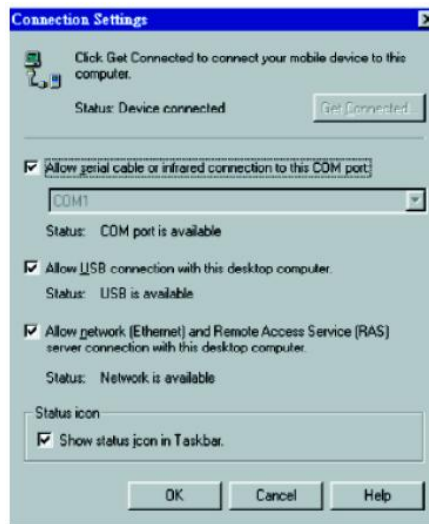 Connection Settings
Click Get Connected to connect your mobile device to this
computer.
Status: Device connected
Get Connected...
Allow serial cable or infrared connection to this COM port:
COM1
Status: COM port is available
Allow USB connection with this desktop computer.
Status: USB is available
Allow network (Ethernet) and Remote Access Service (RAS)
server connection with this desktop computer.
Status: Network is available
Status icon
Show status icon in Taskbar.
OK
Cancel
Help